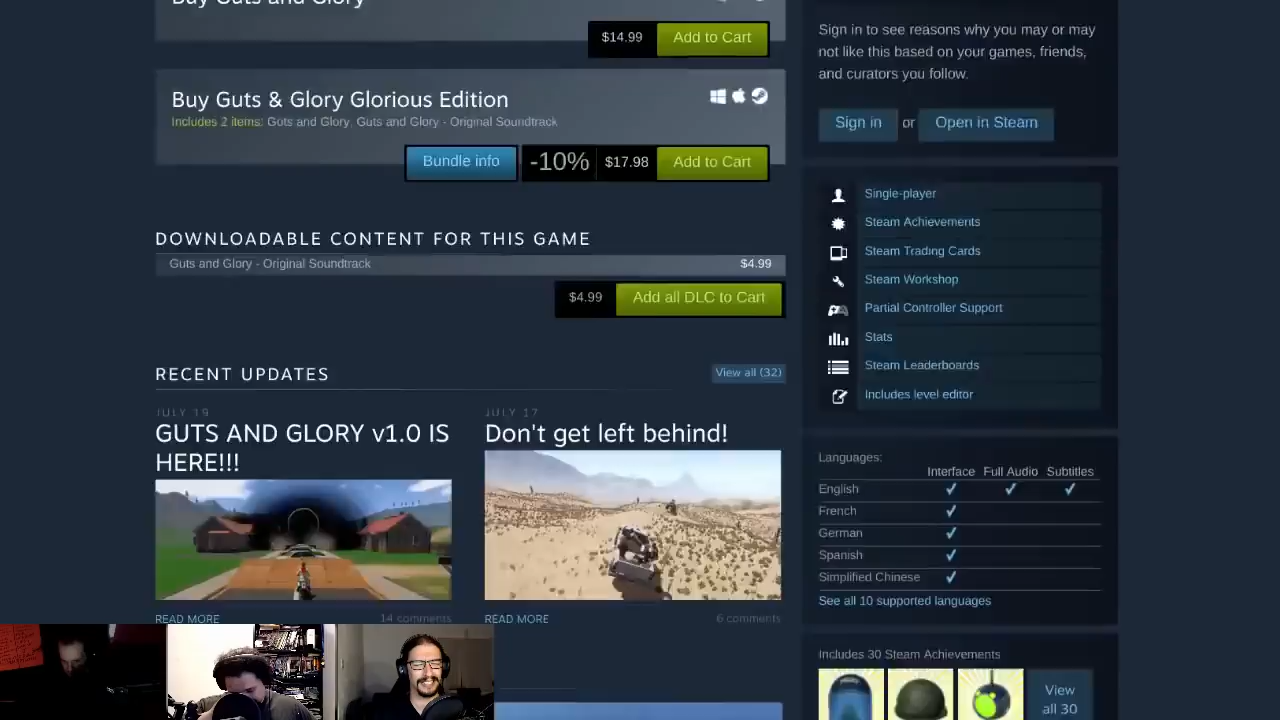 Buy Guts and Glory
$14.99
Add to Cart
Buy Guts & Glory Glorious Edition
Includes 2 items: Guts and Glory, Guts and Glory - Original Soundtrack
Bundle info
-10%
$17.98
Add to Cart
DOWNLOADABLE CONTENT FOR THIS GAME
Guts and Glory - Original Soundtrack
$4.99
$4.99
Add all DLC to Cart
RECENT UPDATES
View all (32)
JULY 19
GUTS AND GLORY v1.0 IS
HERE!!!
READ MORE
14 comments
JULY 17
Don't get left behind!
READ MORE
6 comments
Sign in to see reasons why you may or may
not like this based on your games, friends,
and curators you follow.
Sign in or Open in Steam
Single-player
Steam Achievements
Steam Trading Cards
Steam Workshop
Partial Controller Support
Stats
Steam Leaderboards
Includes level editor
Languages:
Interface Full Audio Subtitles
English
French
German
Spanish
Simplified Chinese
See all 10 supported languages
Includes 30 Steam Achievements
View
all 30